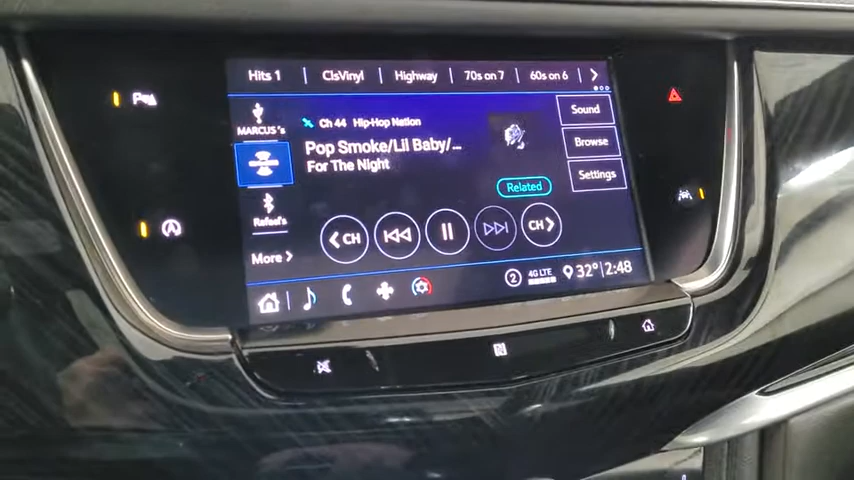 Hits 1
ClsVinyl
Highway
70s on 7
60s on 6
MARCUS's
Ch 44 Hip-Hop Nation
Pop Smoke/Lil Baby/...
For The Night
Related
Sound
Browse
Settings
Rafael's
More
CH
CH
2
4G LTE
32°
2:48